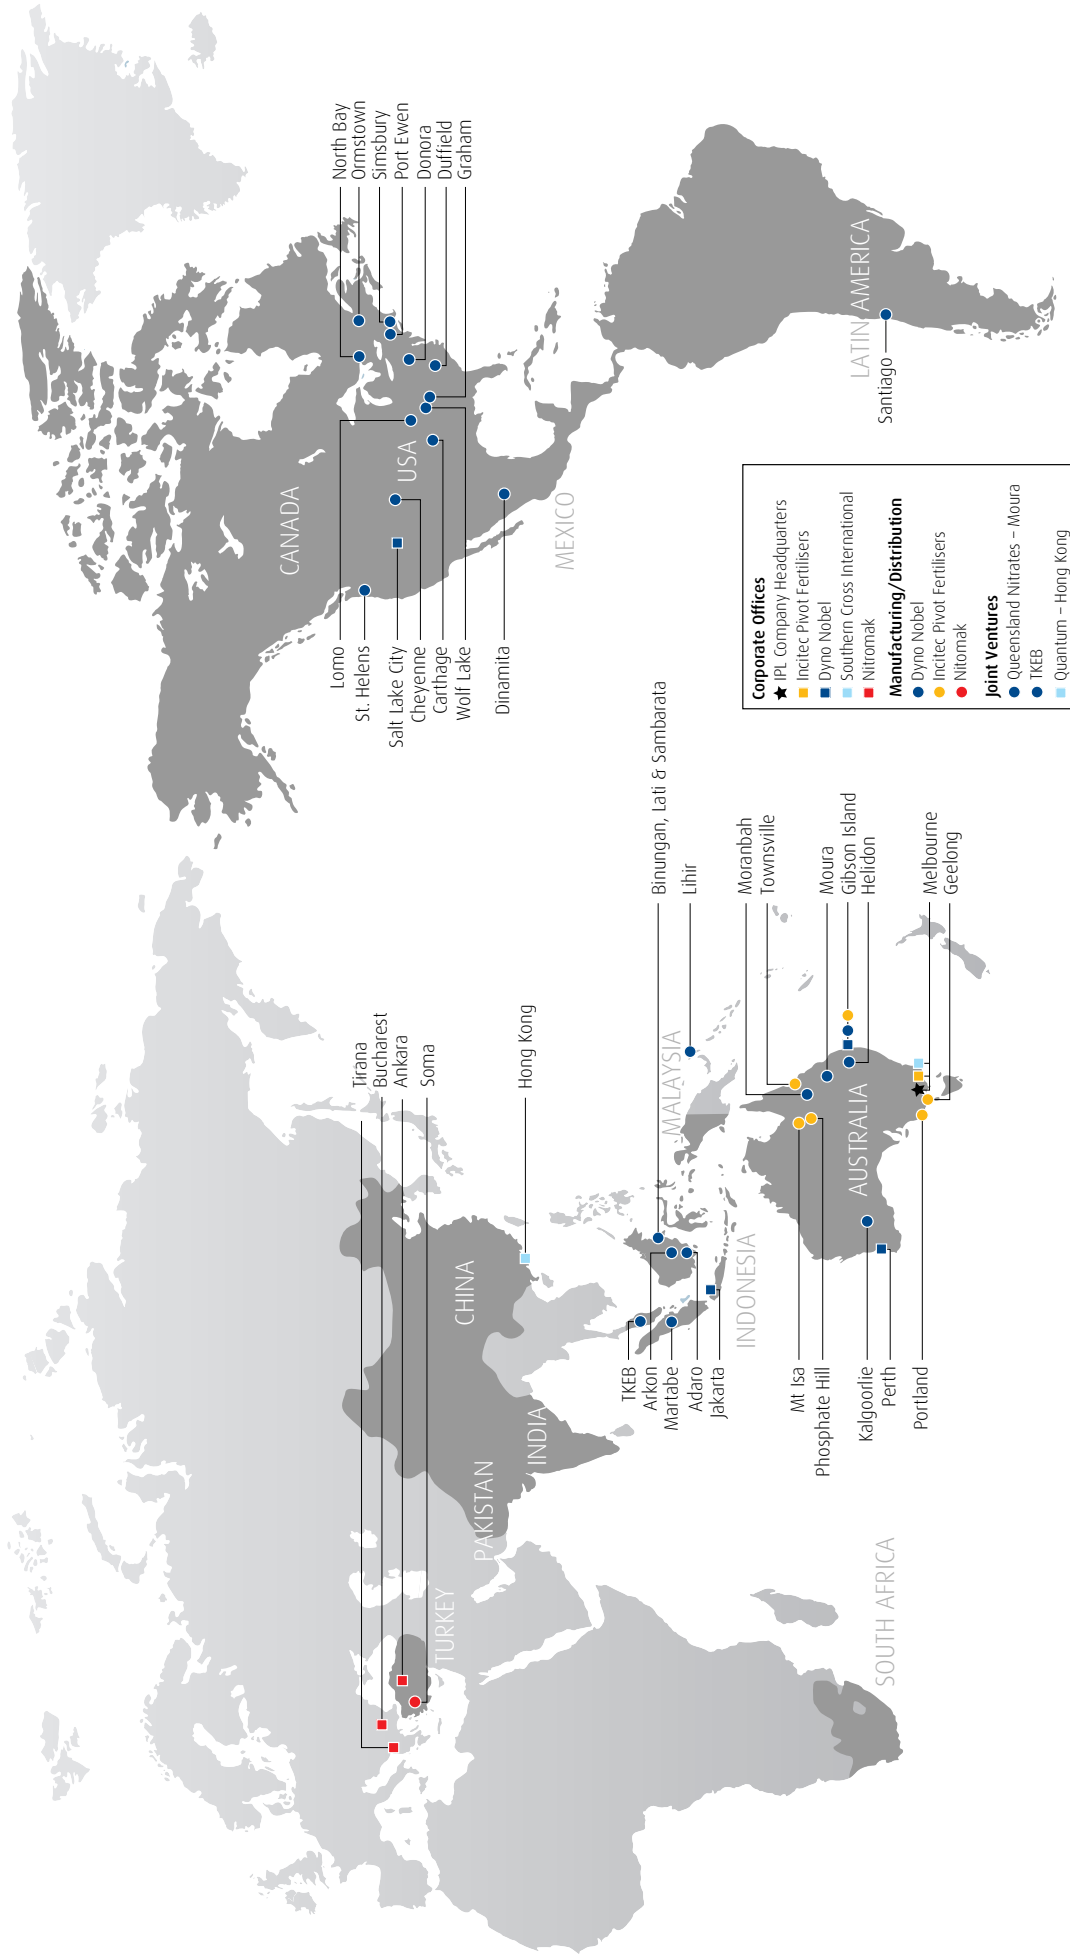 Tirana
Bucharest
Ankara
Soma
Hong Kong
TURKEY
PAKISTAN
INDIA
CHINA
SOUTH AFRICA
TKEB
Arkon
Martabe
Adaro
Jakarta
INDONESIA
MALAYSIA
Binungan, Lati & Sambarata
Lihir
Mt Isa
Phosphate Hill
Kalgoorlie
Perth
Portland
AUSTRALIA
Moranbah
Townsville
Moura
Gibson Island
Helidon
Melbourne
Geelong
Lomo
St. Helens
Salt Lake City
Cheyenne
Carthage
Wolf Lake
Dinamita
CANADA
USA
MEXICO
North Bay
Ormstown
Simsbury
Port Ewen
Donora
Duffield
Graham
LATIN AMERICA
Santiago
Corporate Offices
IPL Company Headquarters
Incitec Pivot Fertilisers
Dyno Nobel
Southern Cross International
Nitromak
Manufacturing/Distribution
Dyno Nobel
Incitec Pivot Fertilisers
Nitomak
Joint Ventures
Queensland Nitrates – Moura
TKEB
Quantum – Hong Kong